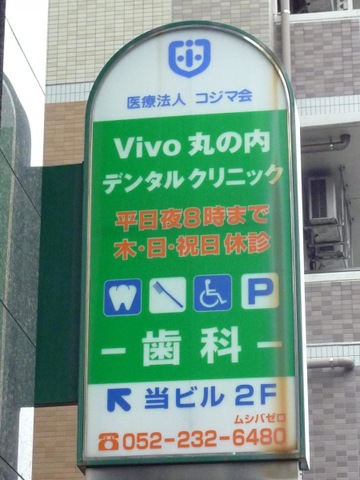 医療法人 コジマ会
Vivo 丸の内
デンタルクリニック
平日夜8時まで
木・日・祝日休診
P
ー歯科ー
当ビル 2F
ムシバゼロ
☎052-232-6480